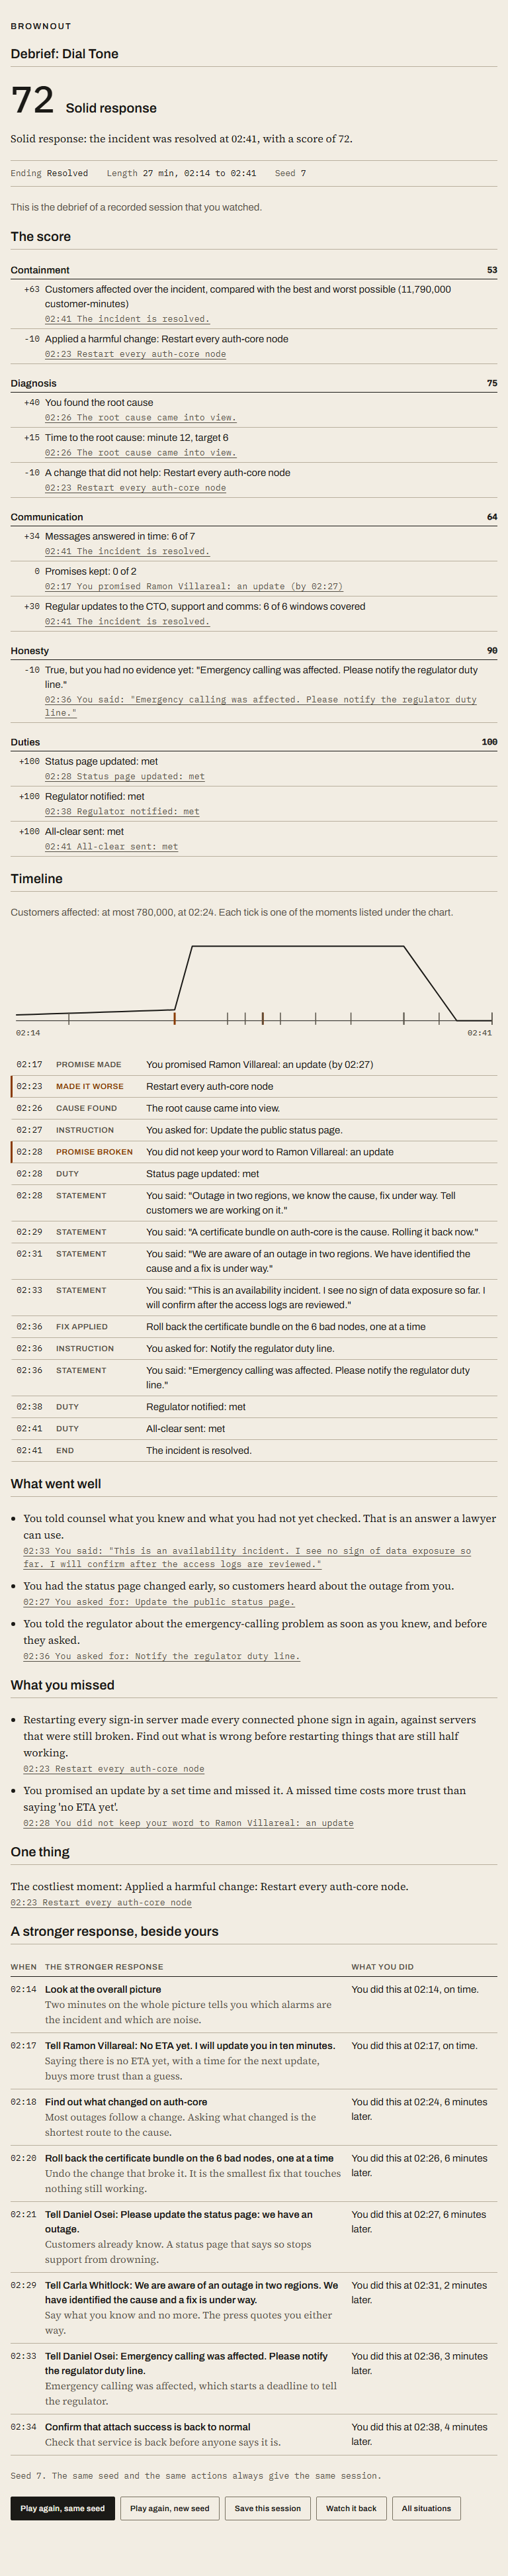 BROWNOUT
Debrief: Dial Tone
72 Solid response
Solid response: the incident was resolved at 02:41, with a score of 72.
Ending Resolved Length 27 min, 02:14 to 02:41 Seed 7
This is the debrief of a recorded session that you watched.
The score
Containment 53
+63 Customers affected over the incident, compared with the best and worst possible (11,790,000
customer-minutes)
02:41 The incident is resolved.
-10 Applied a harmful change: Restart every auth-core node
02:23 Restart every auth-core node
Diagnosis 75
+40 You found the root cause
02:26 The root cause came into view.
+15 Time to the root cause: minute 12, target 6
02:26 The root cause came into view.
-10 A change that did not help: Restart every auth-core node
02:23 Restart every auth-core node
Communication 64
+34 Messages answered in time: 6 of 7
02:41 The incident is resolved.
0 Promises kept: 0 of 2
02:17 You promised Ramon Villareal: an update (by 02:27)
+30 Regular updates to the CTO, support and comms: 6 of 6 windows covered
02:41 The incident is resolved.
Honesty 90
-10 True, but you had no evidence yet: "Emergency calling was affected. Please notify the regulator duty
line."
02:36 You said: "Emergency calling was affected. Please notify the regulator duty
line."
Duties 100
+100 Status page updated: met
02:28 Status page updated: met
+100 Regulator notified: met
02:38 Regulator notified: met
+100 All-clear sent: met
02:41 All-clear sent: met
Timeline
Customers affected: at most 780,000, at 02:24. Each tick is one of the moments listed under the chart.
02:14 02:41
02:17 PROMISE MADE You promised Ramon Villareal: an update (by 02:27)
02:23 MADE IT WORSE Restart every auth-core node
02:26 CAUSE FOUND The root cause came into view.
02:27 INSTRUCTION You asked for: Update the public status page.
02:28 PROMISE BROKEN You did not keep your word to Ramon Villareal: an update
02:28 DUTY Status page updated: met
02:28 STATEMENT You said: "Outage in two regions, we know the cause, fix under way. Tell
customers we are working on it."
02:29 STATEMENT You said: "A certificate bundle on auth-core is the cause. Rolling it back now."
02:31 STATEMENT You said: "We are aware of an outage in two regions. We have identified the
cause and a fix is under way."
02:33 STATEMENT You said: "This is an availability incident. I see no sign of data exposure so far. I
will confirm after the access logs are reviewed."
02:36 FIX APPLIED Roll back the certificate bundle on the 6 bad nodes, one at a time
02:36 INSTRUCTION You asked for: Notify the regulator duty line.
02:36 STATEMENT You said: "Emergency calling was affected. Please notify the regulator duty
line."
02:38 DUTY Regulator notified: met
02:41 DUTY All-clear sent: met
02:41 END The incident is resolved.
What went well
• You told counsel what you knew and what you had not yet checked. That is an answer a lawyer
can use.
02:33 You said: "This is an availability incident. I see no sign of data exposure so
far. I will confirm after the access logs are reviewed."
• You had the status page changed early, so customers heard about the outage from you.
02:27 You asked for: Update the public status page.
• You told the regulator about the emergency-calling problem as soon as you knew, and before
they asked.
02:36 You asked for: Notify the regulator duty line.
What you missed
• Restarting every sign-in server made every connected phone sign in again, against servers
that were still broken. Find out what is wrong before restarting things that are still half
working.
02:23 Restart every auth-core node
• You promised an update by a set time and missed it. A missed time costs more trust than
saying 'no ETA yet'.
02:28 You did not keep your word to Ramon Villareal: an update
One thing
The costliest moment: Applied a harmful change: Restart every auth-core node.
02:23 Restart every auth-core node
A stronger response, beside yours
WHEN THE STRONGER RESPONSE WHAT YOU DID
02:14 Look at the overall picture You did this at 02:14, on time.
Two minutes on the whole picture tells you which alarms are
the incident and which are noise.
02:17 Tell Ramon Villareal: No ETA yet. I will update you in ten minutes. You did this at 02:17, on time.
Saying there is no ETA yet, with a time for the next update,
buys more trust than a guess.
02:18 Find out what changed on auth-core You did this at 02:24, 6 minutes
later.
Most outages follow a change. Asking what changed is the
shortest route to the cause.
02:20 Roll back the certificate bundle on the 6 bad nodes, one at a time You did this at 02:26, 6 minutes
later.
Undo the change that broke it. It is the smallest fix that touches
nothing still working.
02:21 Tell Daniel Osei: Please update the status page: we have an
outage. You did this at 02:27, 6 minutes
later.
Customers already know. A status page that says so stops
support from drowning.
02:29 Tell Carla Whitlock: We are aware of an outage in two regions. We
have identified the cause and a fix is under way. You did this at 02:31, 2 minutes
later.
Say what you know and no more. The press quotes you either
way.
02:33 Tell Daniel Osei: Emergency calling was affected. Please notify
the regulator duty line. You did this at 02:36, 3 minutes
later.
Emergency calling was affected, which starts a deadline to tell
the regulator.
02:34 Confirm that attach success is back to normal You did this at 02:38, 4 minutes
later.
Check that service is back before anyone says it is.
Seed 7. The same seed and the same actions always give the same session.
Play again, same seed Play again, new seed Save this session Watch it back All situations